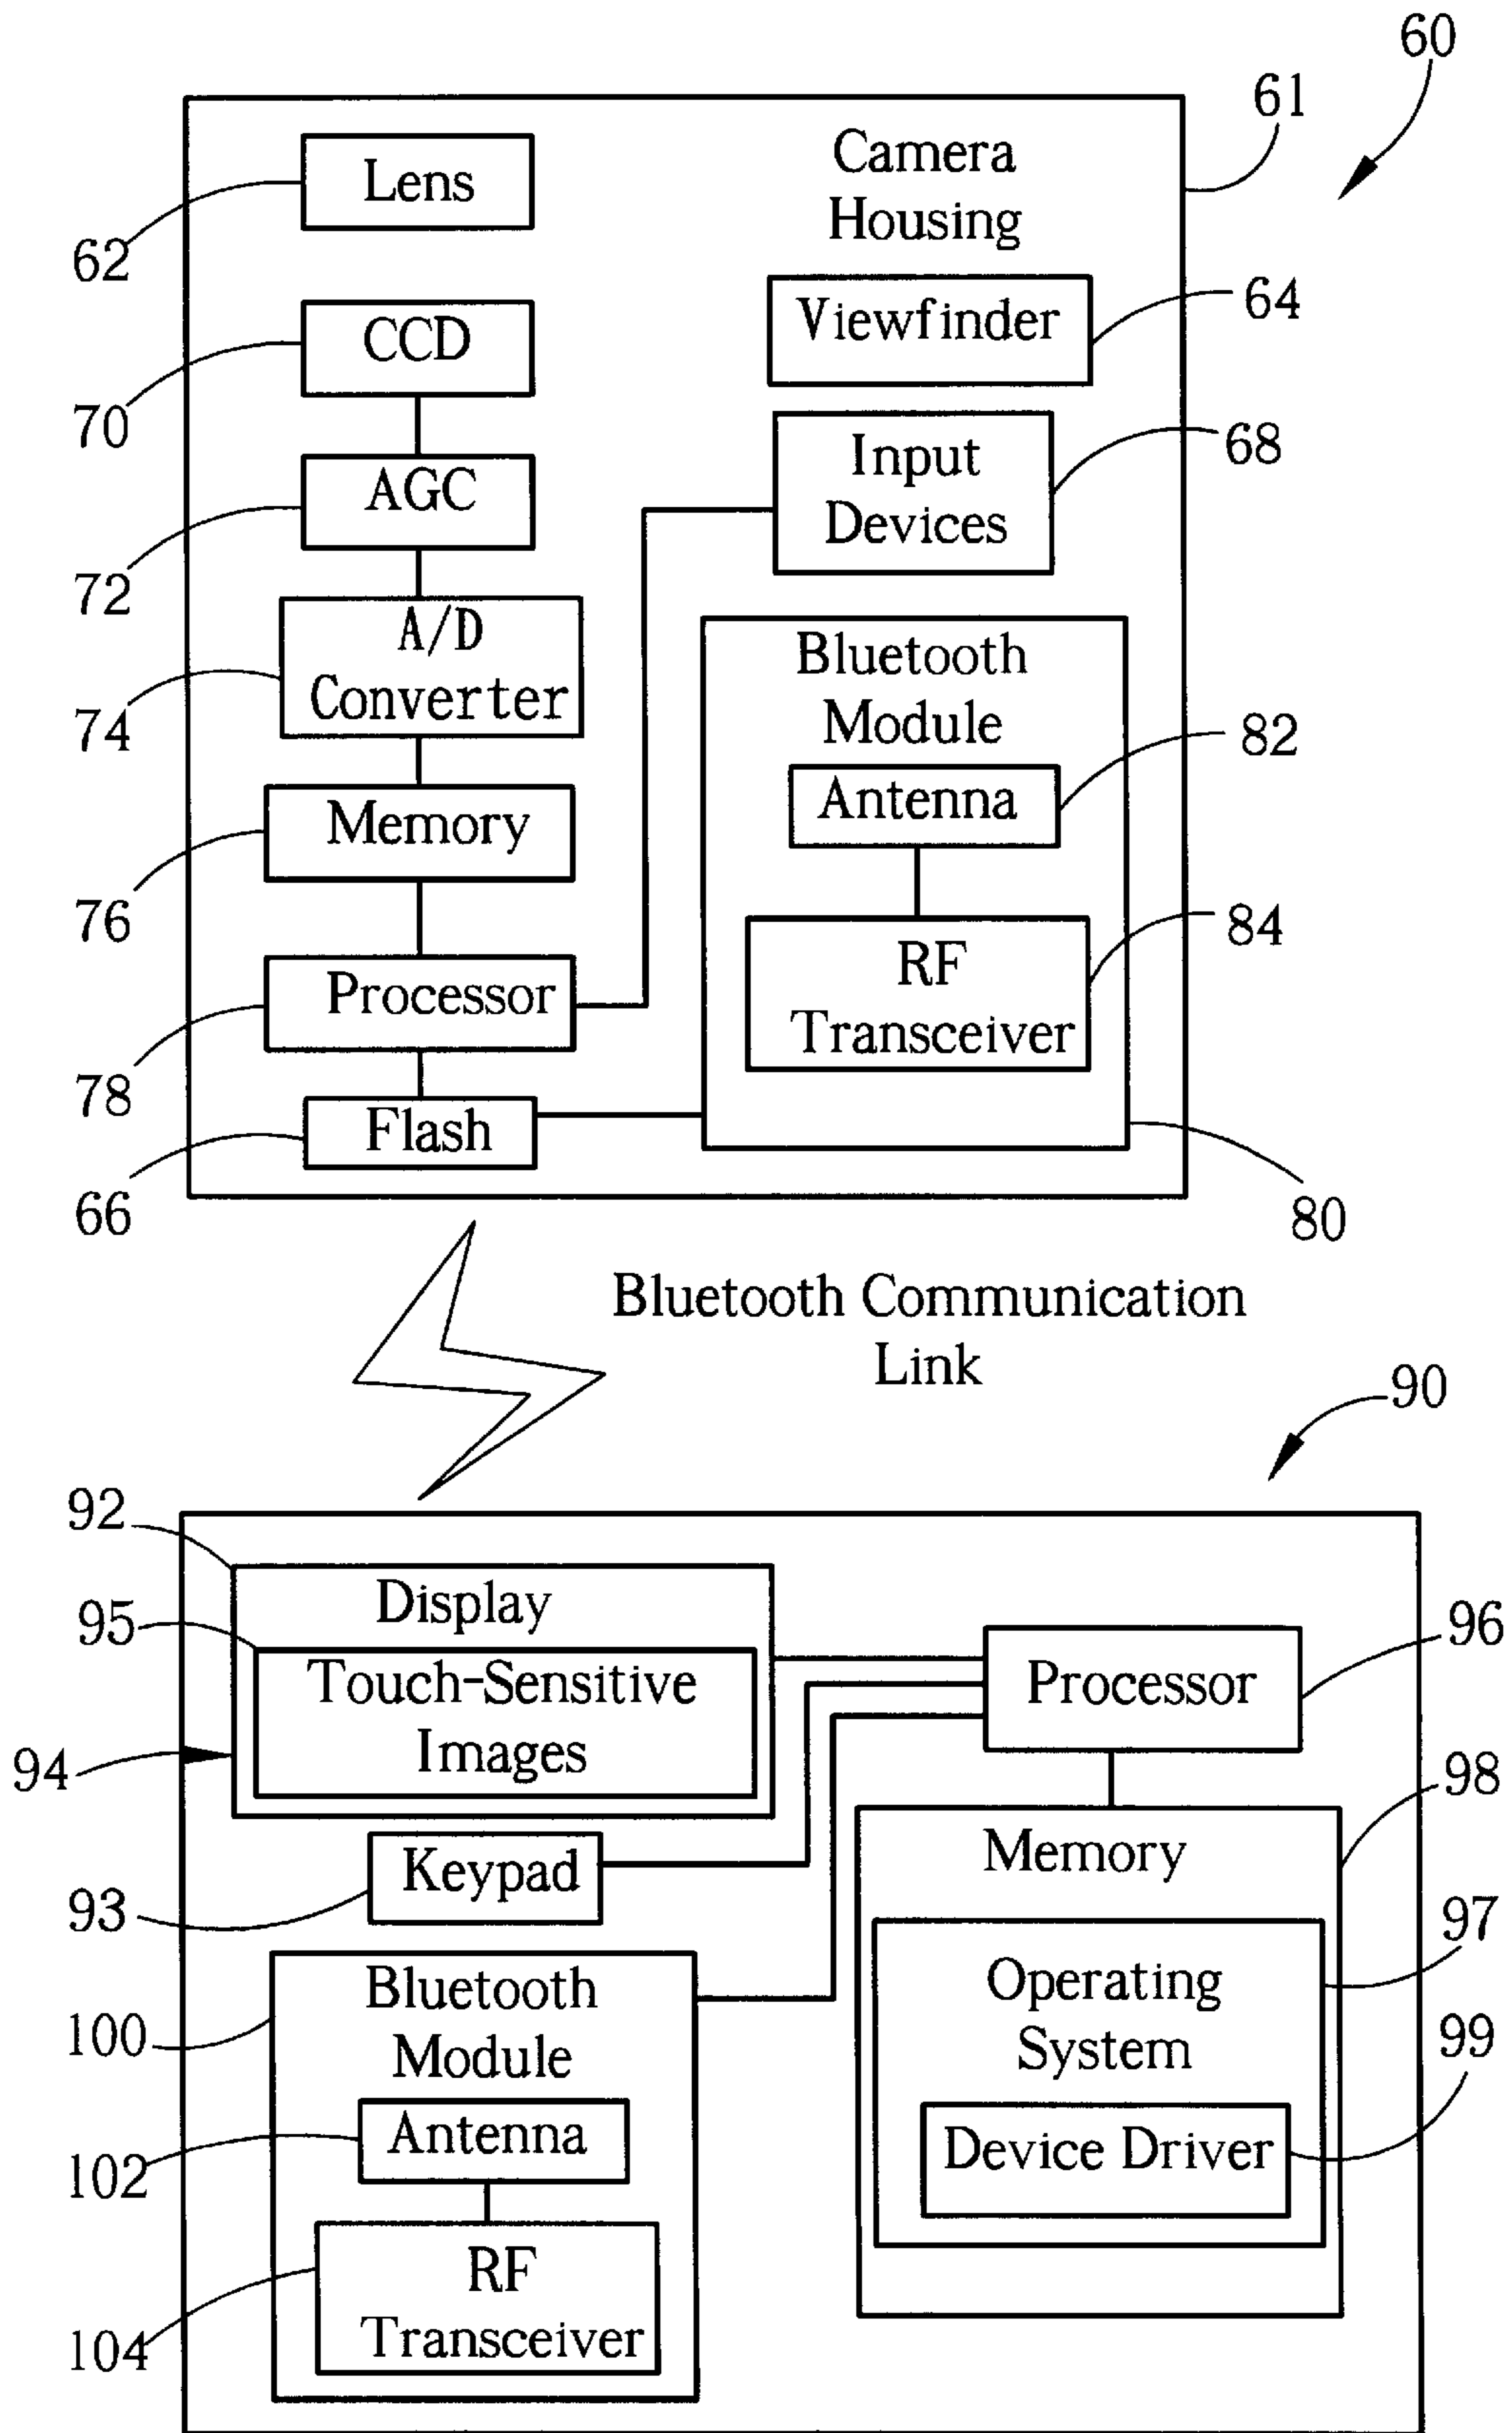 60
61
Lens
Camera
Housing
62
CCD
Viewfinder
64
70
AGC
Input
Devices
68
72
A/D
Converter
74
Bluetooth
Module
82
Antenna
Memory
76
84
RF
Transceiver
Processor
78
Flash
66
80
Bluetooth Communication
Link
90
92
Display
95
Touch-Sensitive
Images
94
96
Processor
98
Keypad
93
Memory
97
Operating
System
99
Device Driver
Bluetooth
Module
100
Antenna
102
RF
Transceiver
104